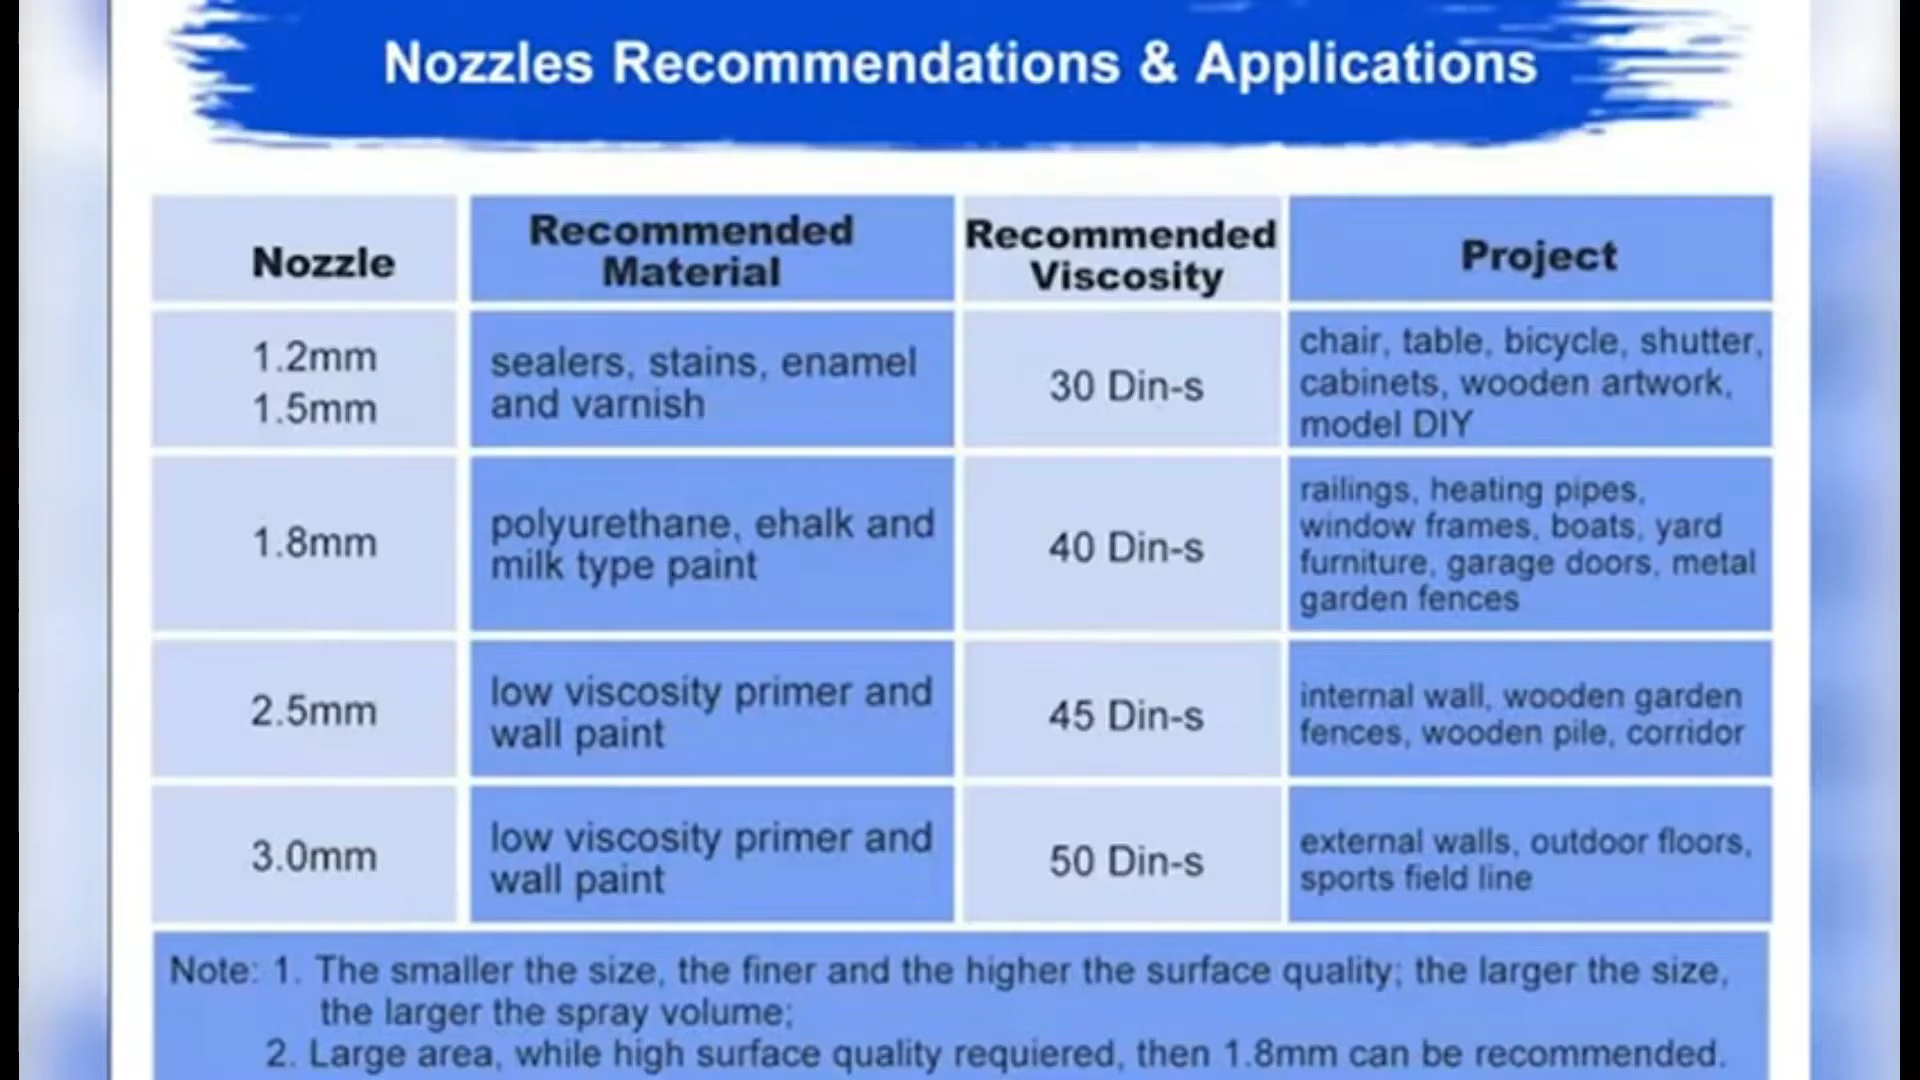 Nozzles Recommendations & Applications
Nozzle
Recommended
Material
Recommended
Viscosity
Project
1.2mm
1.5mm
sealers, stains, enamel
and varnish
30 Din-s
chair, table, bicycle, shutter,
cabinets, wooden artwork,
model DIY
1.8mm
polyurethane, ehalk and
milk type paint
40 Din-s
railings, heating pipes,
window frames, boats, yard
furniture, garage doors, metal
garden fences
2.5mm
low viscosity primer and
wall paint
45 Din-s
internal wall, wooden garden
fences, wooden pile, corridor
3.0mm
low viscosity primer and
wall paint
50 Din-s
external walls, outdoor floors,
sports field line
Note: 1. The smaller the size, the finer and the higher the surface quality; the larger the size,
the larger the spray volume;
2. Large area, while high surface quality requiered, then 1.8mm can be recommended.